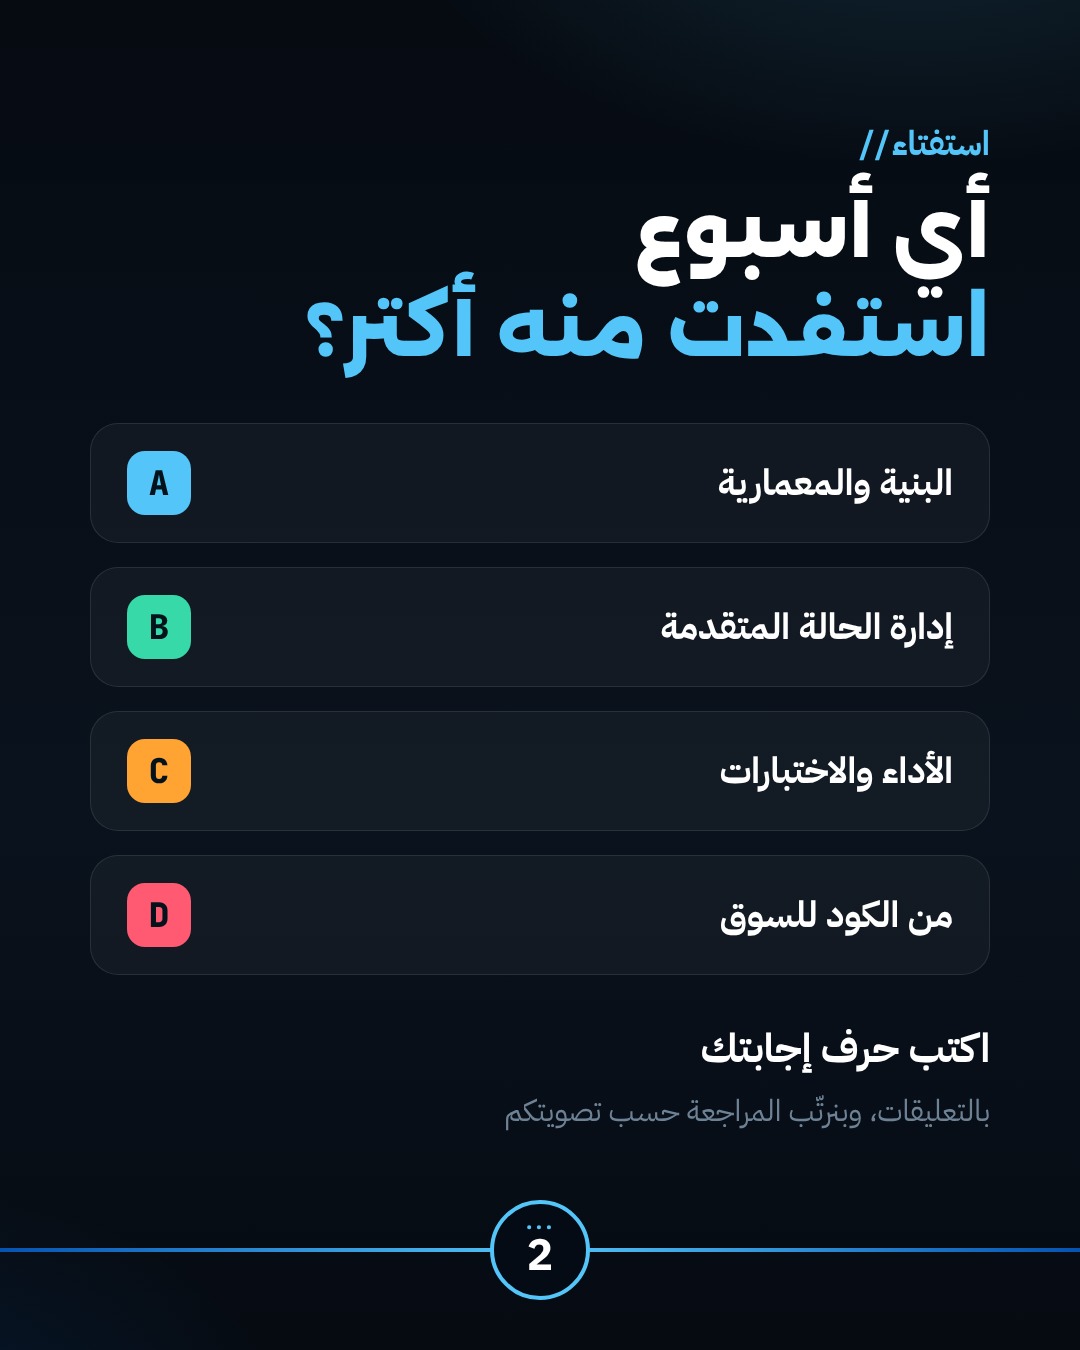 استفتاء //
أي أسبوع
استفدت منه أكتر؟
البنية والمعمارية A
إدارة الحالة المتقدمة B
الأداء والاختبارات C
من الكود للسوق D
اكتب حرف إجابتك
بالتعليقات، وبنرتّب المراجعة حسب تصويتكم
...
2